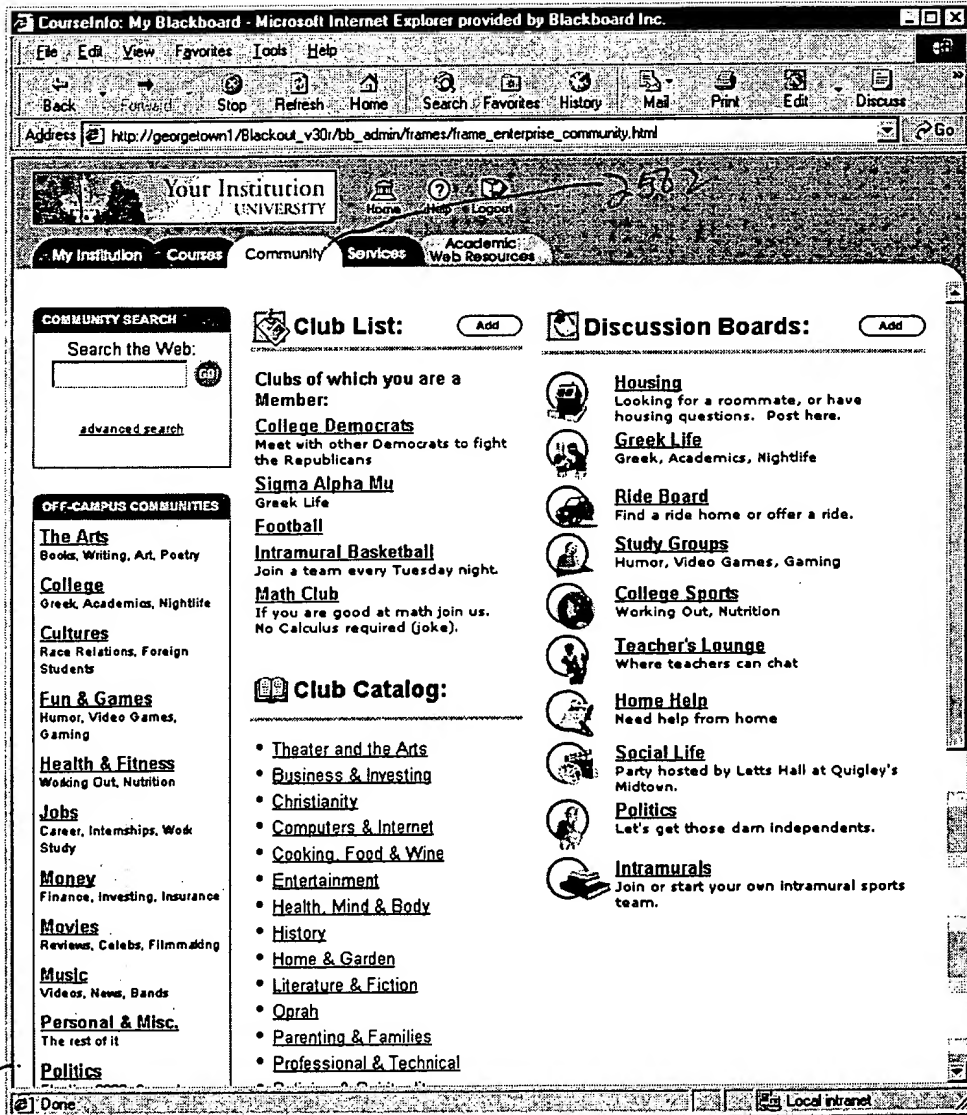 CourseInfo: My Blackboard - Microsoft Internet Explorer provided by Blackboard Inc.
File Edit View Favorites Tools Help
Back Forward Stop Refresh Home Search Favorites History Mail Print Edit Discuss
Address http://georgetown1/Blackout_v30r/bb_admin/frames/frame_enterprise_community.html Go
Your Institution
UNIVERSITY
Home Help Logout
2582
My Institution Courses Community Services Academic Web Resources
COMMUNITY SEARCH
Search the Web:
GO
advanced search
OFF-CAMPUS COMMUNITIES
The Arts
Books, Writing, Art, Poetry
College
Greek, Academics, Nightlife
Cultures
Race Relations, Foreign
Students
Fun & Games
Humor, Video Games,
Gaming
Health & Fitness
Working Out, Nutrition
Jobs
Career, Internships, Work
Study
Money
Finance, Investing, Insurance
Movies
Reviews, Celebs, Filmmaking
Music
Videos, News, Bands
Personal & Misc.
The rest of it
Politics
Club List: Add
Clubs of which you are a
Member:
College Democrats
Meet with other Democrats to fight
the Republicans
Sigma Alpha Mu
Greek Life
Football
Intramural Basketball
Join a team every Tuesday night.
Math Club
If you are good at math join us.
No Calculus required (joke).
Club Catalog:
• Theater and the Arts
• Business & Investing
• Christianity
• Computers & Internet
• Cooking, Food & Wine
• Entertainment
• Health, Mind & Body
• History
• Home & Garden
• Literature & Fiction
• Oprah
• Parenting & Families
• Professional & Technical
Discussion Boards: Add
Housing
Looking for a roommate, or have
housing questions. Post here.
Greek Life
Greek, Academics, Nightlife
Ride Board
Find a ride home or offer a ride.
Study Groups
Humor, Video Games, Gaming
College Sports
Working Out, Nutrition
Teacher's Lounge
Where teachers can chat
Home Help
Need help from home
Social Life
Party hosted by Letts Hall at Quigley's
Midtown.
Politics
Let's get those darn Independents.
Intramurals
Join or start your own intramural sports
team.
Done Local intranet